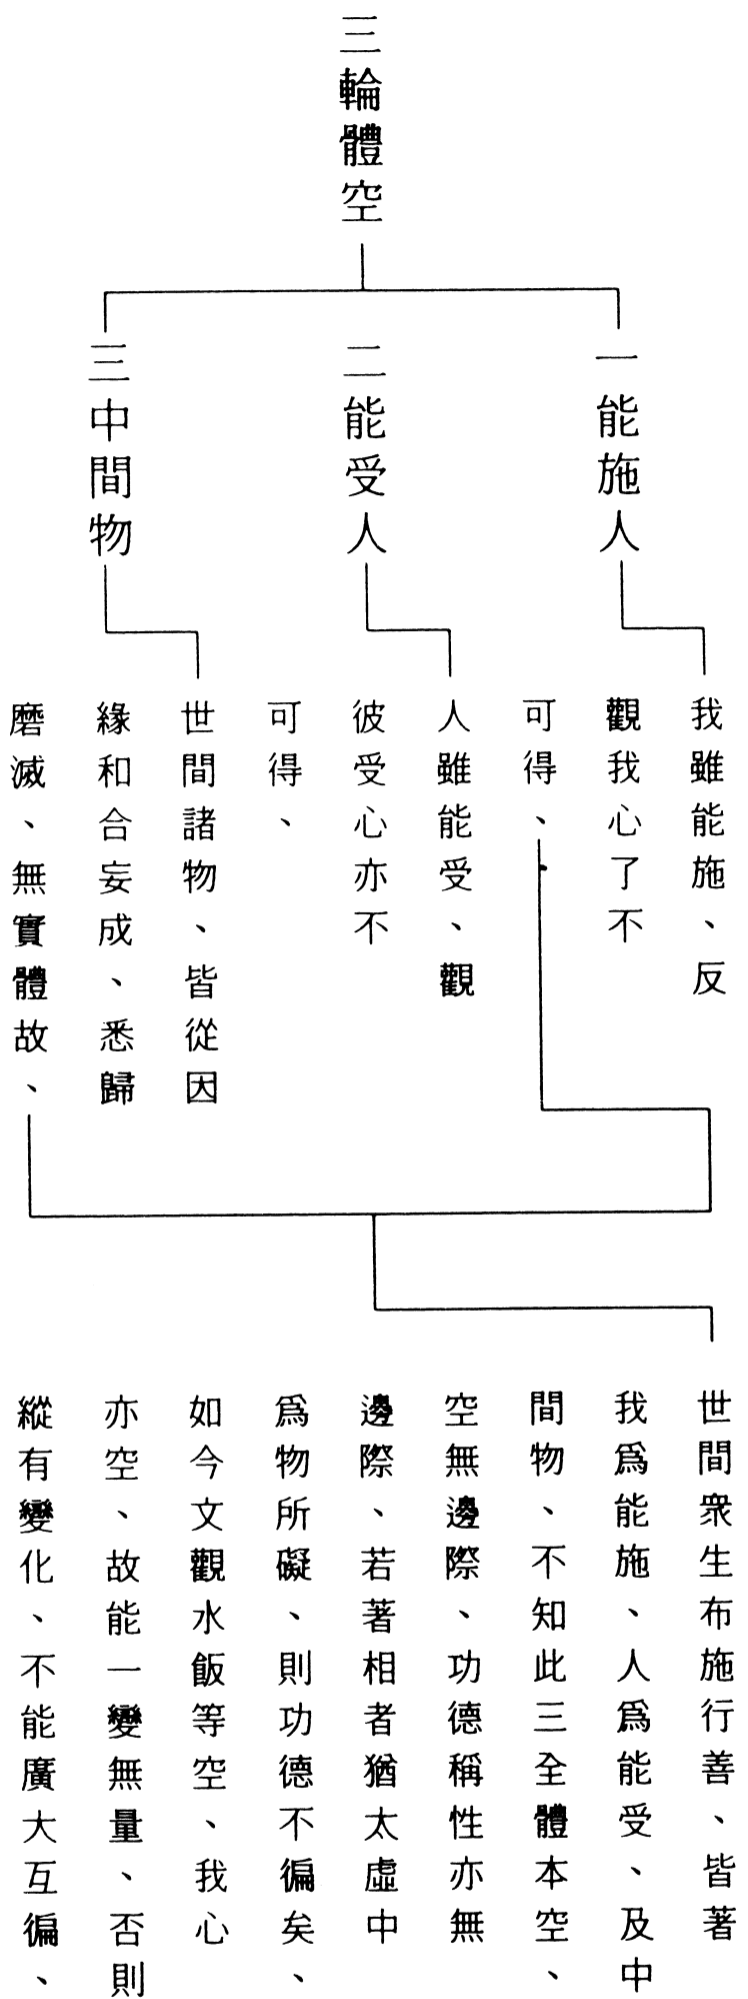 三輪體空
一能施人
我雖能施、反
觀我心了不
可得、
二能受人
人雖能受、觀
彼受心亦不
可得、
三中間物
世間諸物、皆從因
緣和合妄成、悉歸
磨滅、無實體故、
世間衆生布施行善、皆著
我爲能施、人爲能受、及中
間物、不知此三全體本空、
空無邊際、功德稱性亦無
邊際、若著相者猶太虛中
爲物所礙、則功德不徧矣、
如今文觀水飯等空、我心
亦空、故能一變無量、否則
縱有變化、不能廣大互徧、